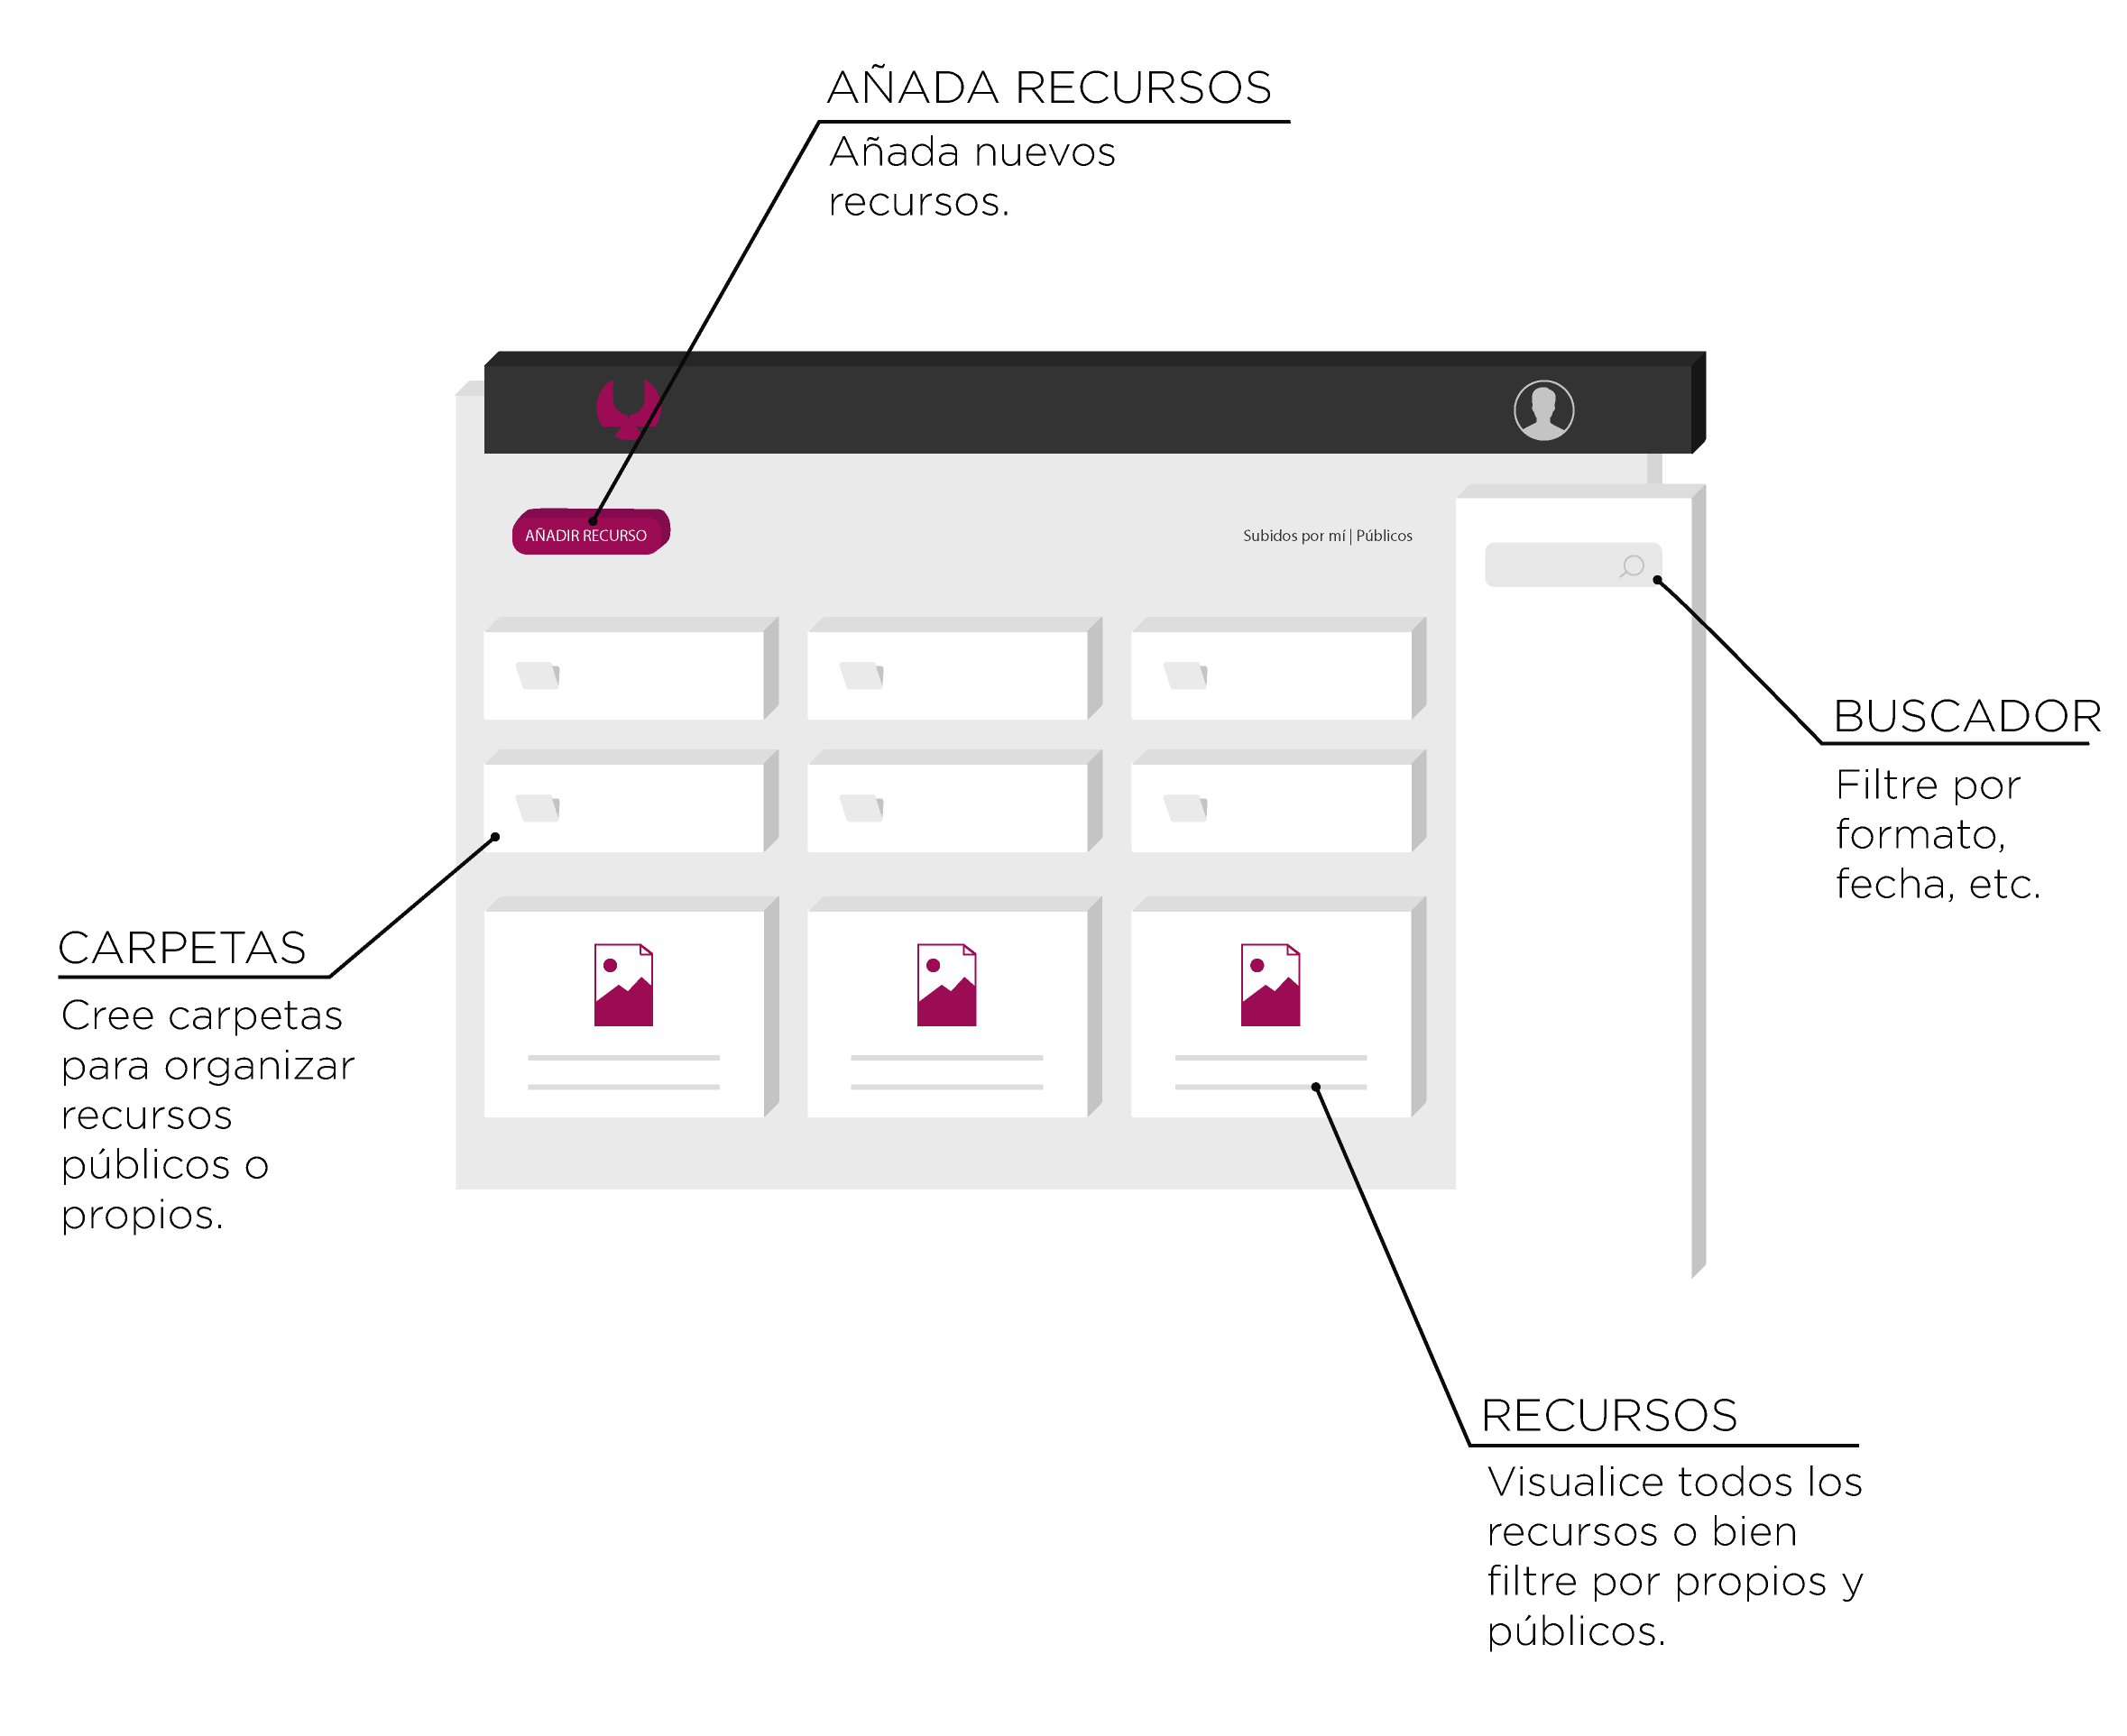 AÑADA RECURSOS
Añada nuevos
recursos.
AÑADIR RECURSO
Subidos por mí | Públicos
BUSCADOR
Filtre por
formato,
fecha, etc.
CARPETAS
Cree carpetas
para organizar
recursos
públicos o
propios.
RECURSOS
Visualice todos los
recursos o bien
filtre por propios y
públicos.